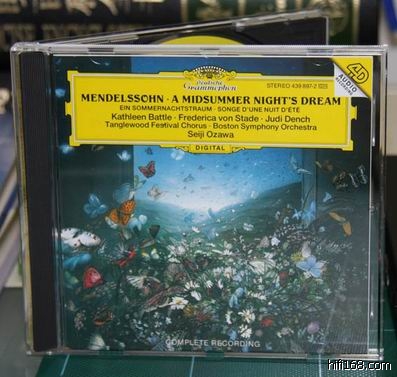 Deutsche
Grammophon
STEREO 439 897-2
4D
AUDIO
RECORDING
MENDELSSOHN · A MIDSUMMER NIGHT'S DREAM
EIN SOMMERNACHTSTRAUM · SONGE D'UNE NUIT D'ÉTÉ
Kathleen Battle · Frederica von Stade · Judi Dench
Tanglewood Festival Chorus · Boston Symphony Orchestra
Seiji Ozawa
DIGITAL
COMPLETE RECORDING
hifi168.com